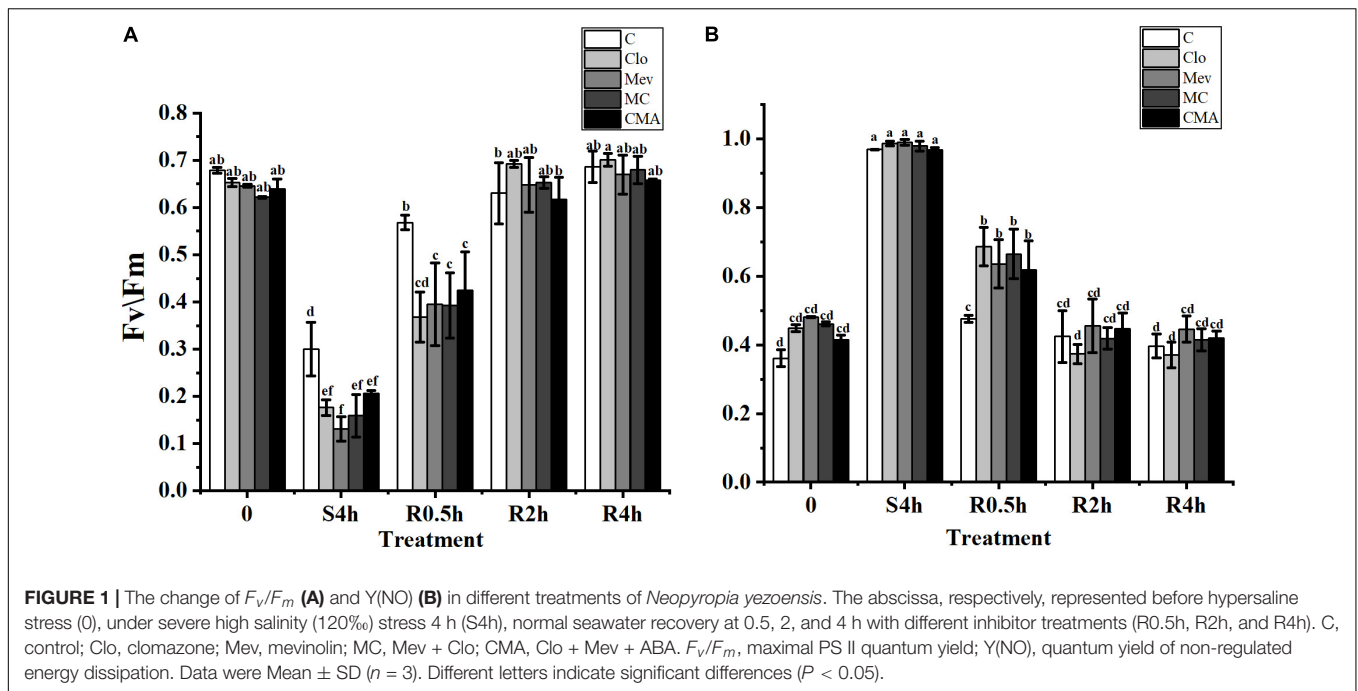 A
C
Clo
Mev
MC
CMA
0.8
0.7
0.6
0.5
0.4
0.3
0.2
0.1
0.0
Fv\Fm
ab
ab
ab
ab
ab
d
ef
f
ef
ef
b
cd
c
c
c
b
ab
ab
ab
b
ab
a
ab
ab
ab
0
S4h
R0.5h
R2h
R4h
Treatment
B
C
Clo
Mev
MC
CMA
1.0
0.8
0.6
0.4
0.2
0.0
d
cd
cd
cd
cd
a
a
a
a
a
c
b
b
b
b
cd
d
cd
cd
cd
d
d
cd
cd
cd
0
S4h
R0.5h
R2h
R4h
Treatment
FIGURE 1 | The change of Fv/Fm (A) and Y(NO) (B) in different treatments of Neopyropia yezoensis. The abscissa, respectively, represented before hypersaline
stress (0), under severe high salinity (120‰) stress 4 h (S4h), normal seawater recovery at 0.5, 2, and 4 h with different inhibitor treatments (R0.5h, R2h, and R4h). C,
control; Clo, clomazone; Mev, mevinolin; MC, Mev + Clo; CMA, Clo + Mev + ABA. Fv/Fm, maximal PS II quantum yield; Y(NO), quantum yield of non-regulated
energy dissipation. Data were Mean ± SD (n = 3). Different letters indicate significant differences (P < 0.05).